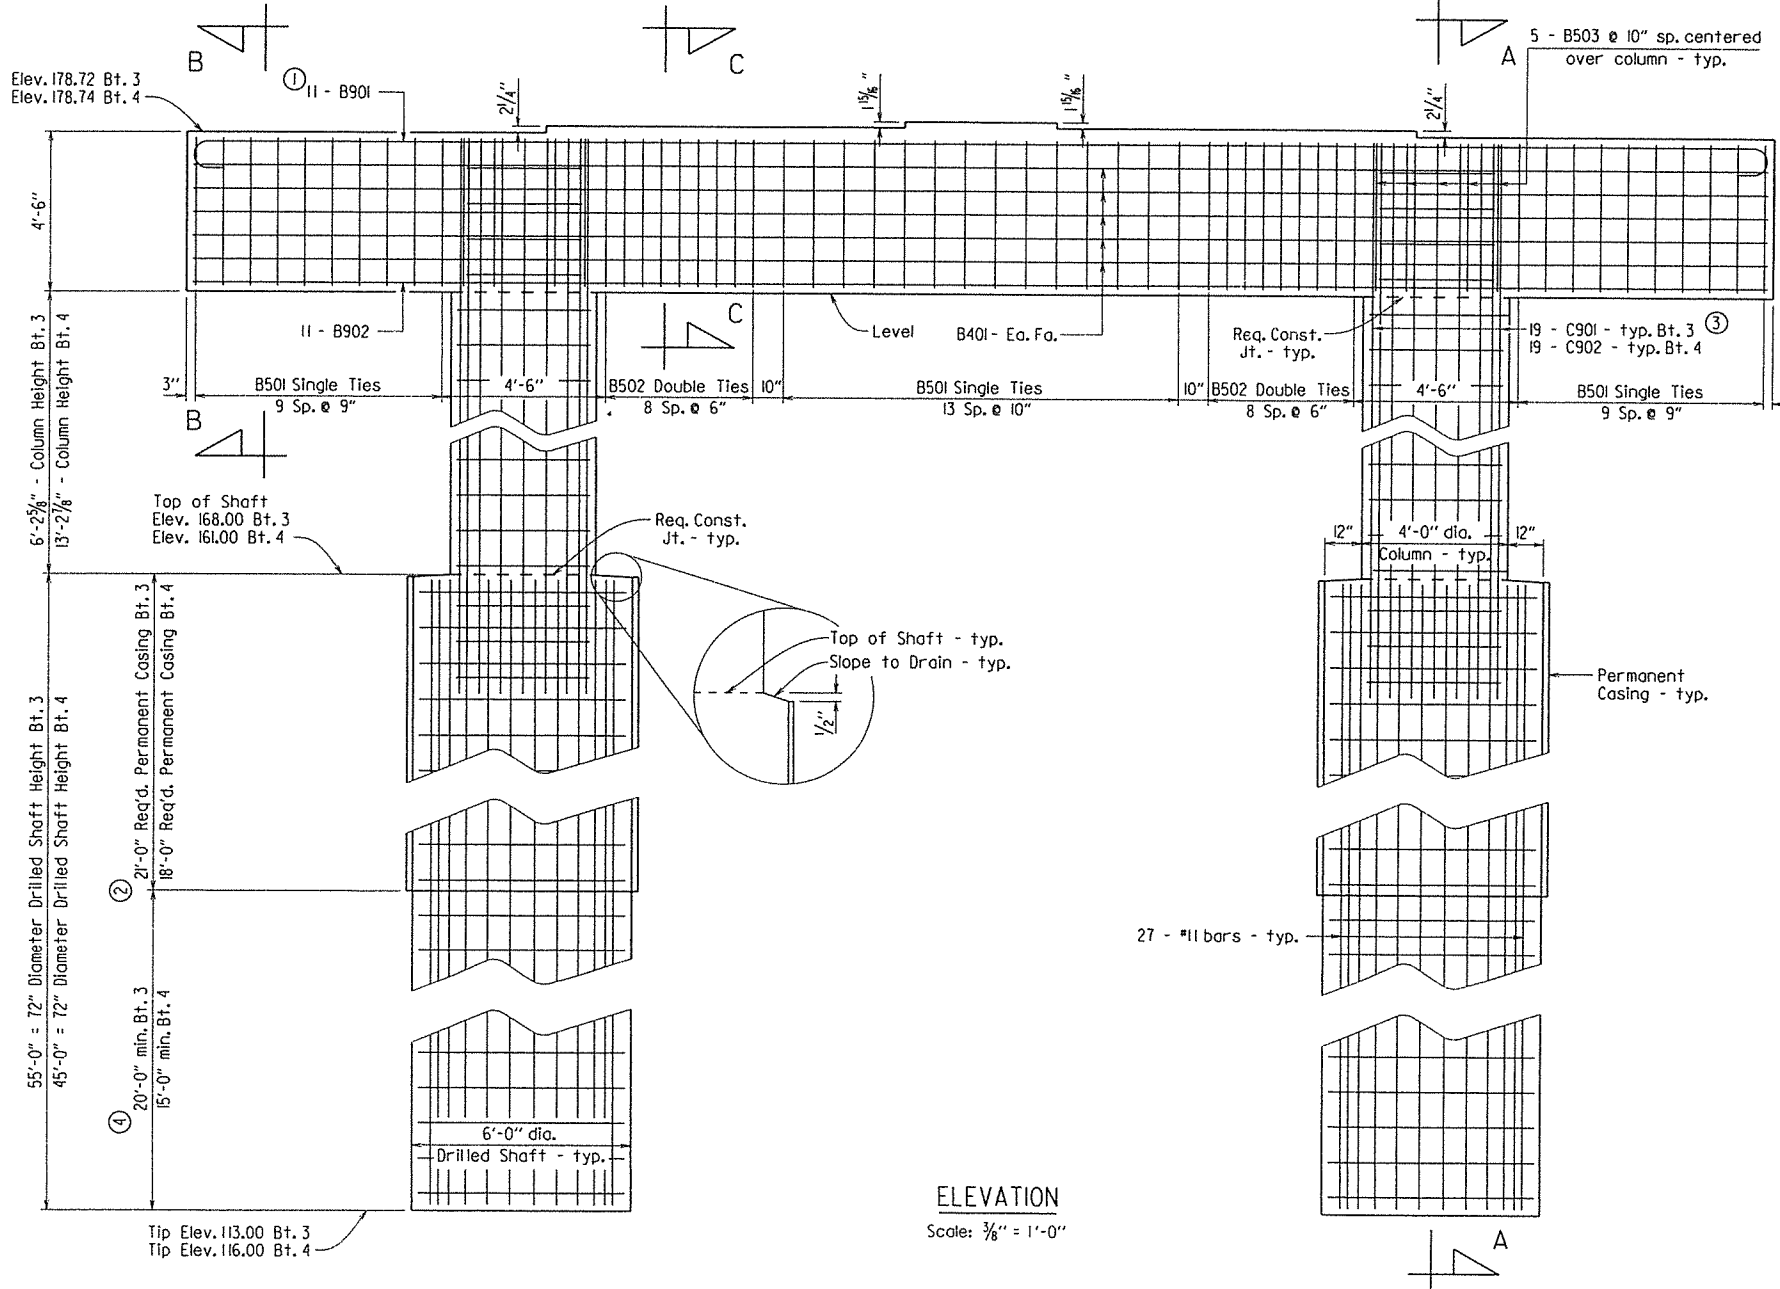 B
C
A
5 - B503 @ 10" sp. centered
over column - typ.
Elev. 178.72 Bt. 3
Elev. 178.74 Bt. 4
① 11 - B901
2 1/4"
1 15/16"
1 15/16"
2 1/4"
4'-6"
11 - B902
C
Level
B401 - Ea. Fa.
Req. Const.
Jt. - typ.
19 - C901 - typ. Bt. 3 ③
19 - C902 - typ. Bt. 4
3"
B501 Single Ties
9 Sp. @ 9"
4'-6"
B502 Double Ties
8 Sp. @ 6"
10"
B501 Single Ties
13 Sp. @ 10"
10"
B502 Double Ties
8 Sp. @ 6"
4'-6"
B501 Single Ties
9 Sp. @ 9"
B
6'-2 5/8" - Column Height Bt. 3
13'-2 7/8" - Column Height Bt. 4
Top of Shaft
Elev. 168.00 Bt. 3
Elev. 161.00 Bt. 4
Req. Const.
Jt. - typ.
12"
4'-0" dia.
Column - typ.
12"
Top of Shaft - typ.
Slope to Drain - typ.
1/2"
Permanent
Casing - typ.
55'-0" = 72" Diameter Drilled Shaft Height Bt. 3
45'-0" = 72" Diameter Drilled Shaft Height Bt. 4
② 21'-0" Req'd. Permanent Casing Bt. 3
18'-0" Req'd. Permanent Casing Bt. 4
27 - #11 bars - typ.
④ 20'-0" min. Bt. 3
15'-0" min. Bt. 4
6'-0" dia.
Drilled Shaft - typ.
Tip Elev. 113.00 Bt. 3
Tip Elev. 116.00 Bt. 4
ELEVATION
Scale: 3/8" = 1'-0"
A